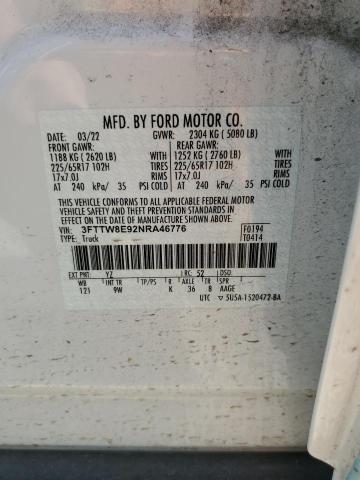 MFD. BY FORD MOTOR CO.
DATE: 03/22 GVWR: 2304 KG ( 5080 LB)
FRONT GAWR: REAR GAWR:
1188 KG ( 2620 LB) WITH 1252 KG ( 2760 LB) WITH
225/65R17 102H TIRES 225/65R17 102H TIRES
17x7.0J RIMS 17x7.0J RIMS
AT 240 kPa/ 35 PSI COLD AT 240 kPa/ 35 PSI COLD
THIS VEHICLE CONFORMS TO ALL APPLICABLE FEDERAL MOTOR
VEHICLE SAFETY STANDARDS IN EFFECT ON THE
DATE OF MANUFACTURE SHOWN ABOVE.
VIN: 3FTTW8E92NRA46776 F0194
TYPE: Truck T0414
EXT PNT: YZ RC: 52 DSO:
WB INT TR TP/PS R AXLE TR SPR
121 9W K 36 8 AAGE
UTC ▽ 5U5A-1520472-BA